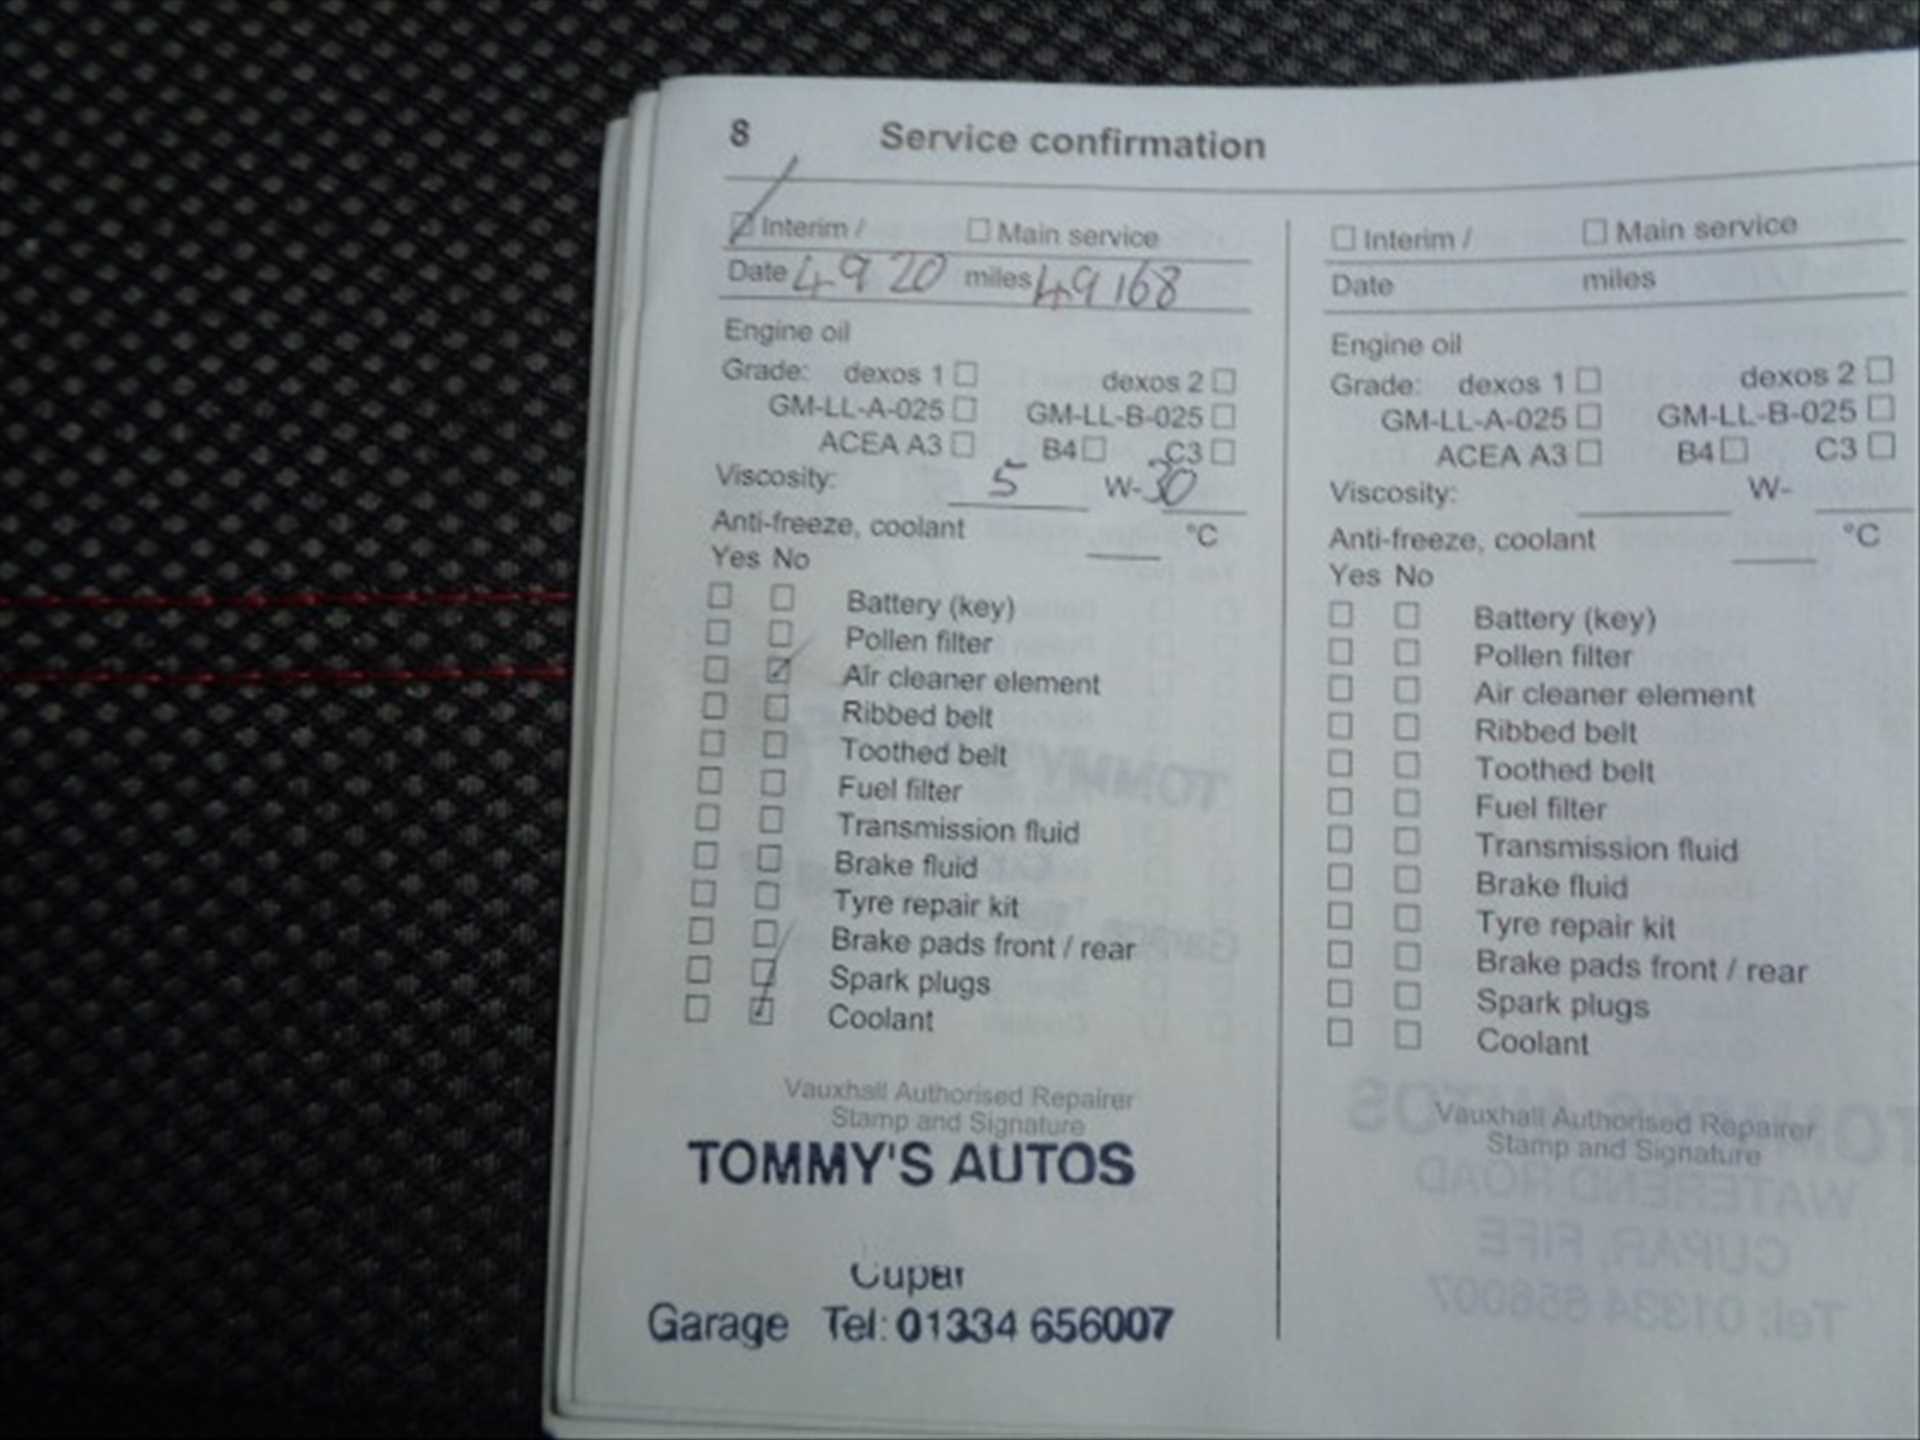 8 Service confirmation
Interim / Main service
Date 4 9 20 miles 49168
Engine oil
Grade: dexos 1 dexos 2
GM-LL-A-025 GM-LL-B-025
ACEA A3 B4 C3
Viscosity: 5 W-30
Anti-freeze, coolant °C
Yes No
Battery (key)
Pollen filter
Air cleaner element
Ribbed belt
Toothed belt
Fuel filter
Transmission fluid
Brake fluid
Tyre repair kit
Brake pads front / rear
Spark plugs
Coolant
Vauxhall Authorised Repairer
Stamp and Signature
TOMMY'S AUTOS
Cupar
Garage Tel: 01334 656007
Interim / Main service
Date miles
Engine oil
Grade: dexos 1 dexos 2
GM-LL-A-025 GM-LL-B-025
ACEA A3 B4 C3
Viscosity: W-
Anti-freeze, coolant °C
Yes No
Battery (key)
Pollen filter
Air cleaner element
Ribbed belt
Toothed belt
Fuel filter
Transmission fluid
Brake fluid
Tyre repair kit
Brake pads front / rear
Spark plugs
Coolant
Vauxhall Authorised Repairer
Stamp and Signature